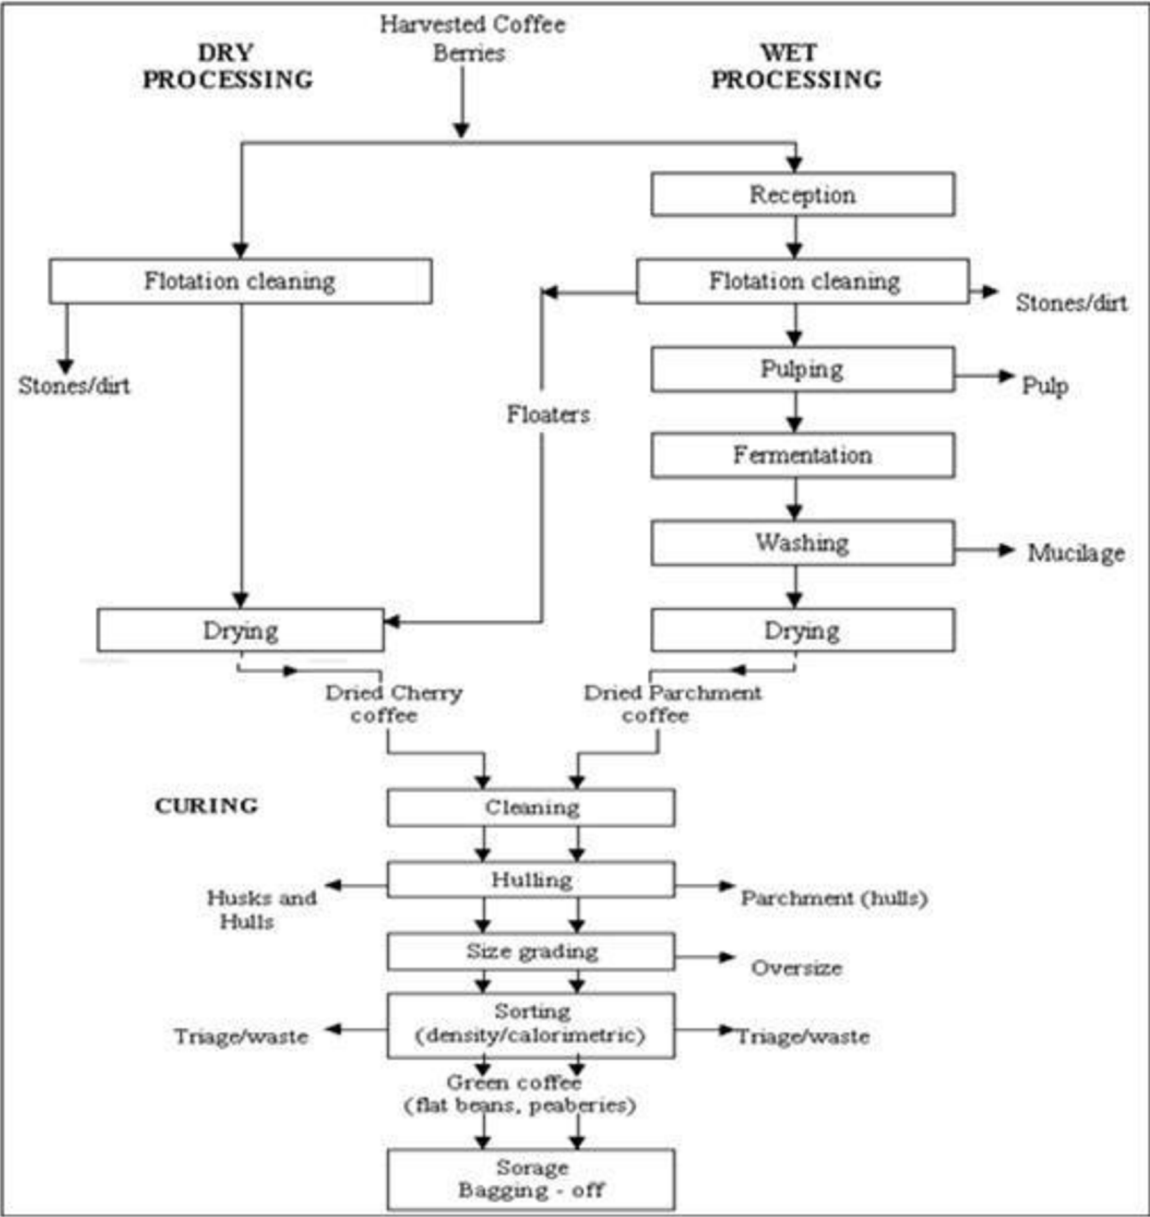 Harvested Coffee
Berries
DRY
PROCESSING
WET
PROCESSING
Reception
Flotation cleaning
Flotation cleaning
Stones/dirt
Stones/dirt
Pulping
Pulp
Floaters
Fermentation
Washing
Mucilage
Drying
Drying
Dried Cherry
coffee
Dried Parchment
coffee
CURING
Cleaning
Hulling
Husks and
Hulls
Parchment (hulls)
Size grading
Oversize
Sorting
(density/calorimetric)
Triage/waste
Triage/waste
Green coffee
(flat beans, peaberies)
Sorage
Bagging - off